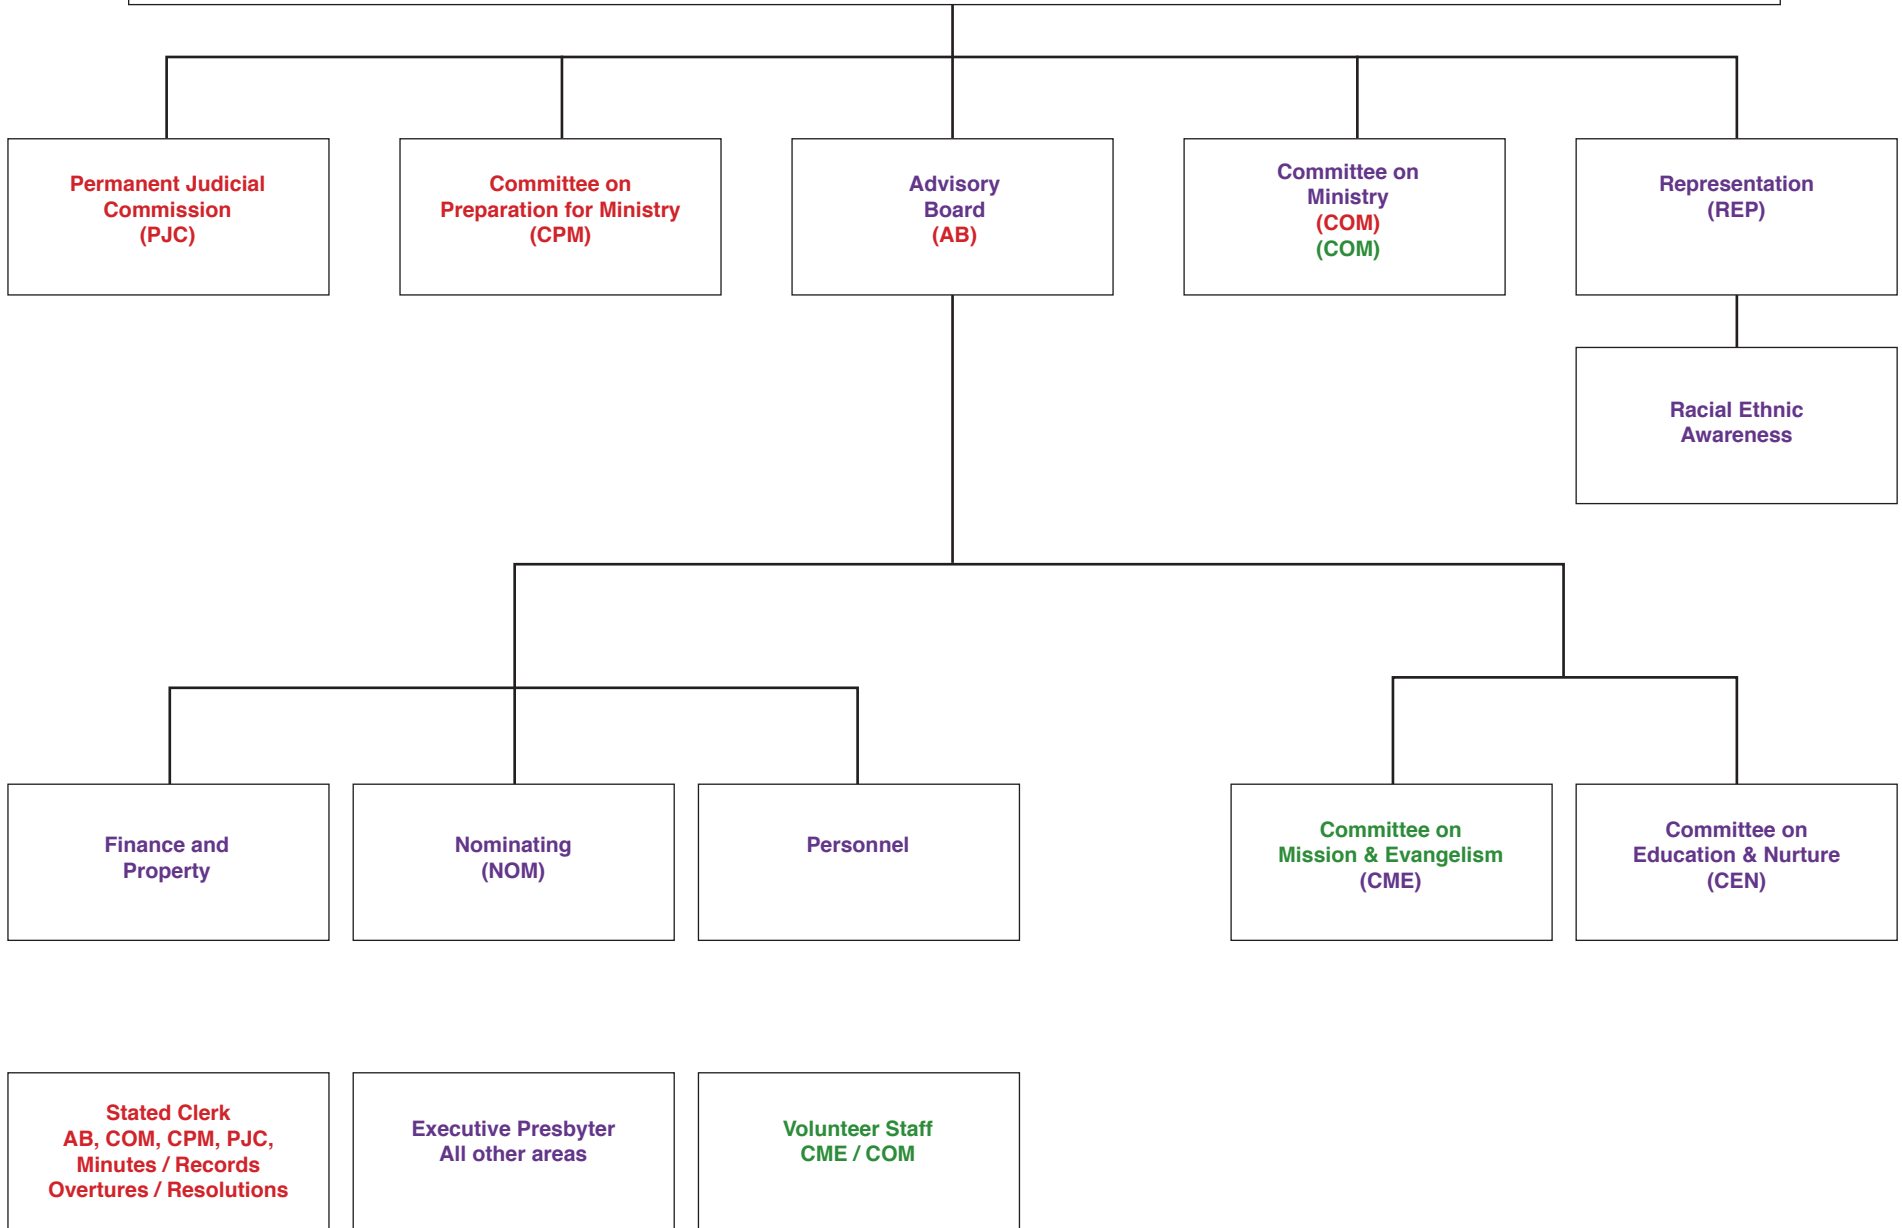 Permanent Judicial
Commission
(PJC)
Committee on
Preparation for Ministry
(CPM)
Advisory
Board
(AB)
Committee on
Ministry
(COM)
(COM)
Representation
(REP)
Racial Ethnic
Awareness
Finance and
Property
Nominating
(NOM)
Personnel
Committee on
Mission & Evangelism
(CME)
Committee on
Education & Nurture
(CEN)
Stated Clerk
AB, COM, CPM, PJC,
Minutes / Records
Overtures / Resolutions
Executive Presbyter
All other areas
Volunteer Staff
CME / COM